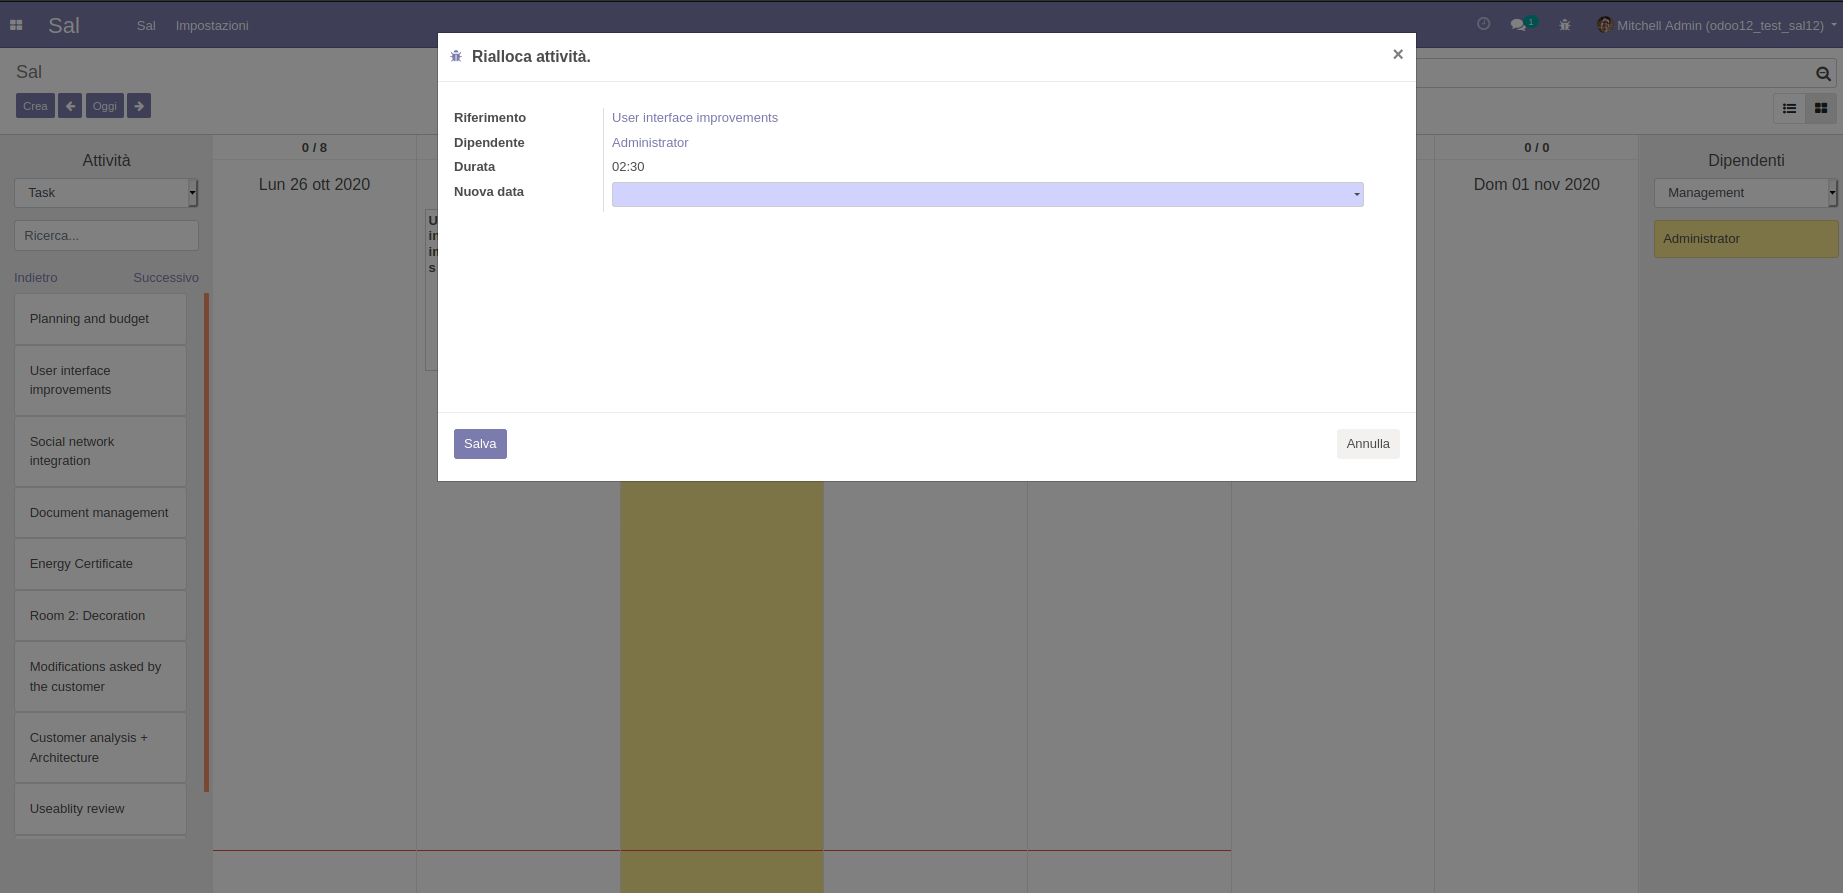 Sal
Sal
Impostazioni
1
Mitchell Admin (odoo12_test_sal12)
Rialloca attività.
×
Sal
Crea
Oggi
Riferimento
User interface improvements
Dipendente
Administrator
Durata
02:30
Nuova data
Salva
Annulla
Attività
Task
Ricerca...
Indietro
Successivo
Planning and budget
User interface
improvements
Social network
integration
Document management
Energy Certificate
Room 2: Decoration
Modifications asked by
the customer
Customer analysis +
Architecture
Useablity review
0 / 8
Lun 26 ott 2020
0 / 0
Dom 01 nov 2020
Dipendenti
Management
Administrator